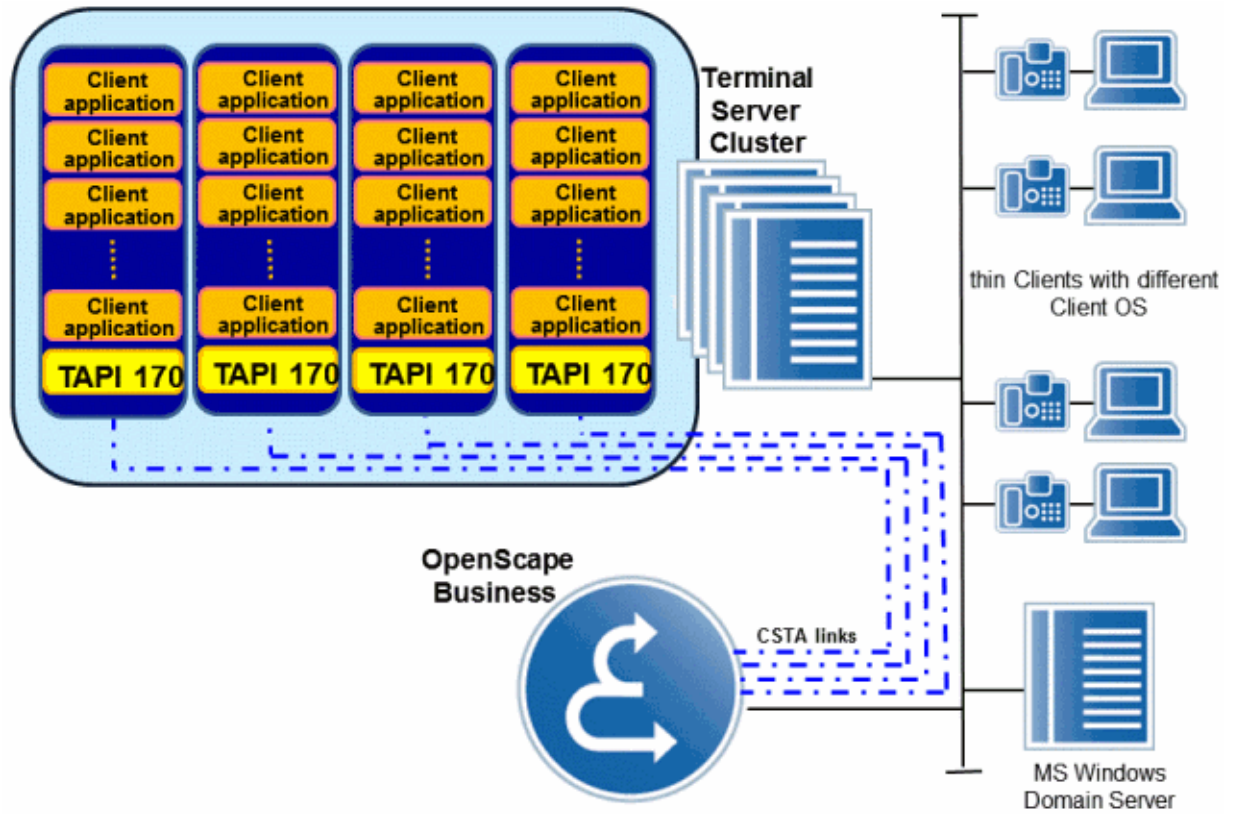 Client
application
Client
application
Client
application
Client
application
TAPI 170
Client
application
Client
application
Client
application
Client
application
TAPI 170
Client
application
Client
application
Client
application
Client
application
TAPI 170
Client
application
Client
application
Client
application
Client
application
TAPI 170
Terminal
Server
Cluster
thin Clients with different
Client OS
OpenScape
Business
CSTA links
MS Windows
Domain Server